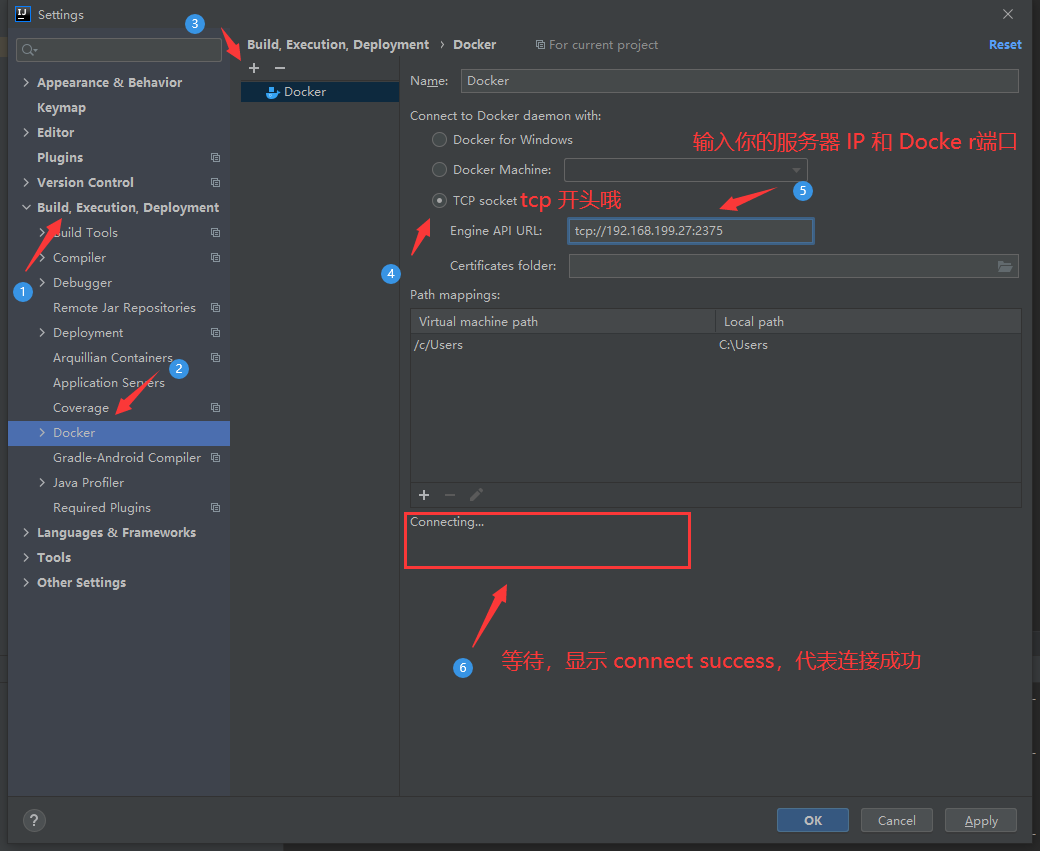 Settings
3
Build, Execution, Deployment › Docker
For current project
Reset
Appearance & Behavior
Keymap
Editor
Plugins
Version Control
Build, Execution, Deployment
Build Tools
Compiler
1
Debugger
Remote Jar Repositories
Deployment
Arquillian Containers
2
Application Servers
Coverage
Docker
Gradle-Android Compiler
Java Profiler
Required Plugins
Languages & Frameworks
Tools
Other Settings
Docker
Name: Docker
Connect to Docker daemon with:
Docker for Windows
输入你的服务器 IP 和 Docke r端口
Docker Machine:
5
TCP socket tcp 开头哦
Engine API URL: tcp://192.168.199.27:2375
4
Certificates folder:
Path mappings:
Virtual machine path Local path
/c/Users C:\Users
Connecting...
6
等待，显示 connect success，代表连接成功
?
OK Cancel Apply